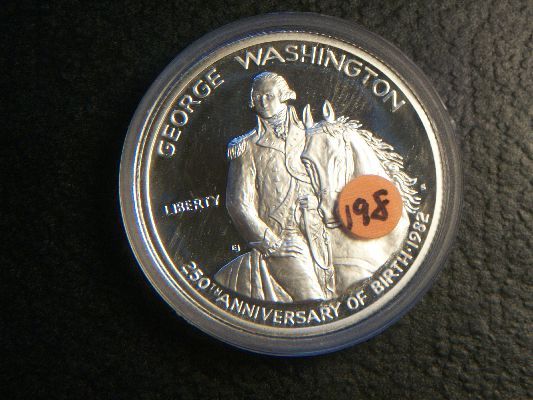 GEORGE WASHINGTON
LIBERTY
198
EJ
250TH ANNIVERSARY OF BIRTH·1982